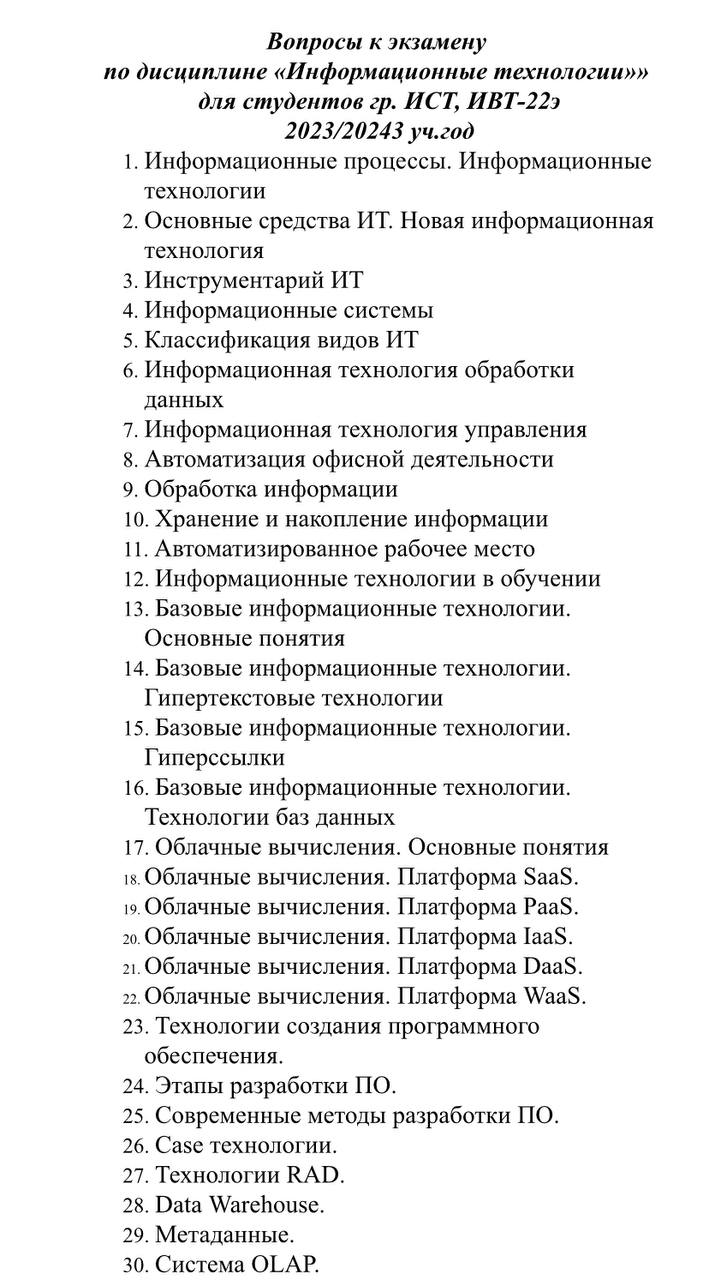 Вопросы к экзамену
по дисциплине «Информационные технологии»»
для студентов гр. ИСТ, ИВТ-22э
2023/20243 уч.год
1. Информационные процессы. Информационные
технологии
2. Основные средства ИТ. Новая информационная
технология
3. Инструментарий ИТ
4. Информационные системы
5. Классификация видов ИТ
6. Информационная технология обработки
данных
7. Информационная технология управления
8. Автоматизация офисной деятельности
9. Обработка информации
10. Хранение и накопление информации
11. Автоматизированное рабочее место
12. Информационные технологии в обучении
13. Базовые информационные технологии.
Основные понятия
14. Базовые информационные технологии.
Гипертекстовые технологии
15. Базовые информационные технологии.
Гиперссылки
16. Базовые информационные технологии.
Технологии баз данных
17. Облачные вычисления. Основные понятия
18. Облачные вычисления. Платформа SaaS.
19. Облачные вычисления. Платформа PaaS.
20. Облачные вычисления. Платформа IaaS.
21. Облачные вычисления. Платформа DaaS.
22. Облачные вычисления. Платформа WaaS.
23. Технологии создания программного
обеспечения.
24. Этапы разработки ПО.
25. Современные методы разработки ПО.
26. Case технологии.
27. Технологии RAD.
28. Data Warehouse.
29. Метаданные.
30. Система OLAP.